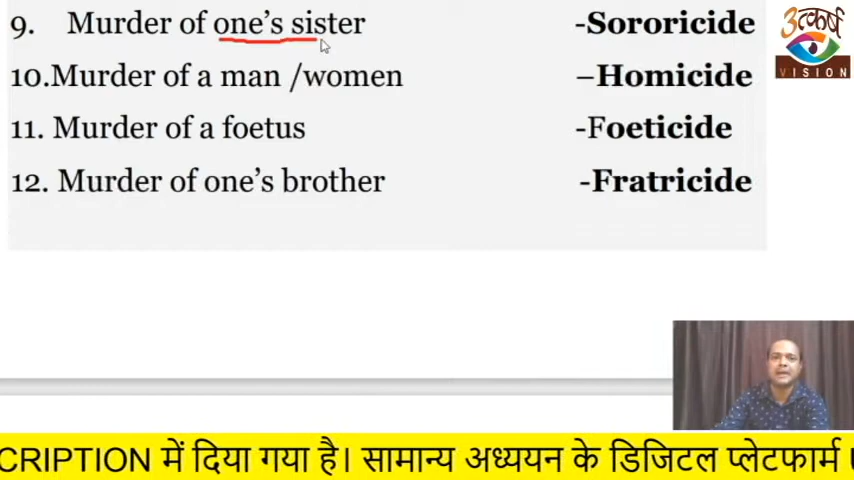 9. Murder of one's sister -Sororicide
10.Murder of a man /women –Homicide
11. Murder of a foetus -Foeticide
12. Murder of one's brother -Fratricide
उत्कर्ष
VISION
CRIPTION में दिया गया है। सामान्य अध्ययन के डिजिटल प्लेटफार्म U